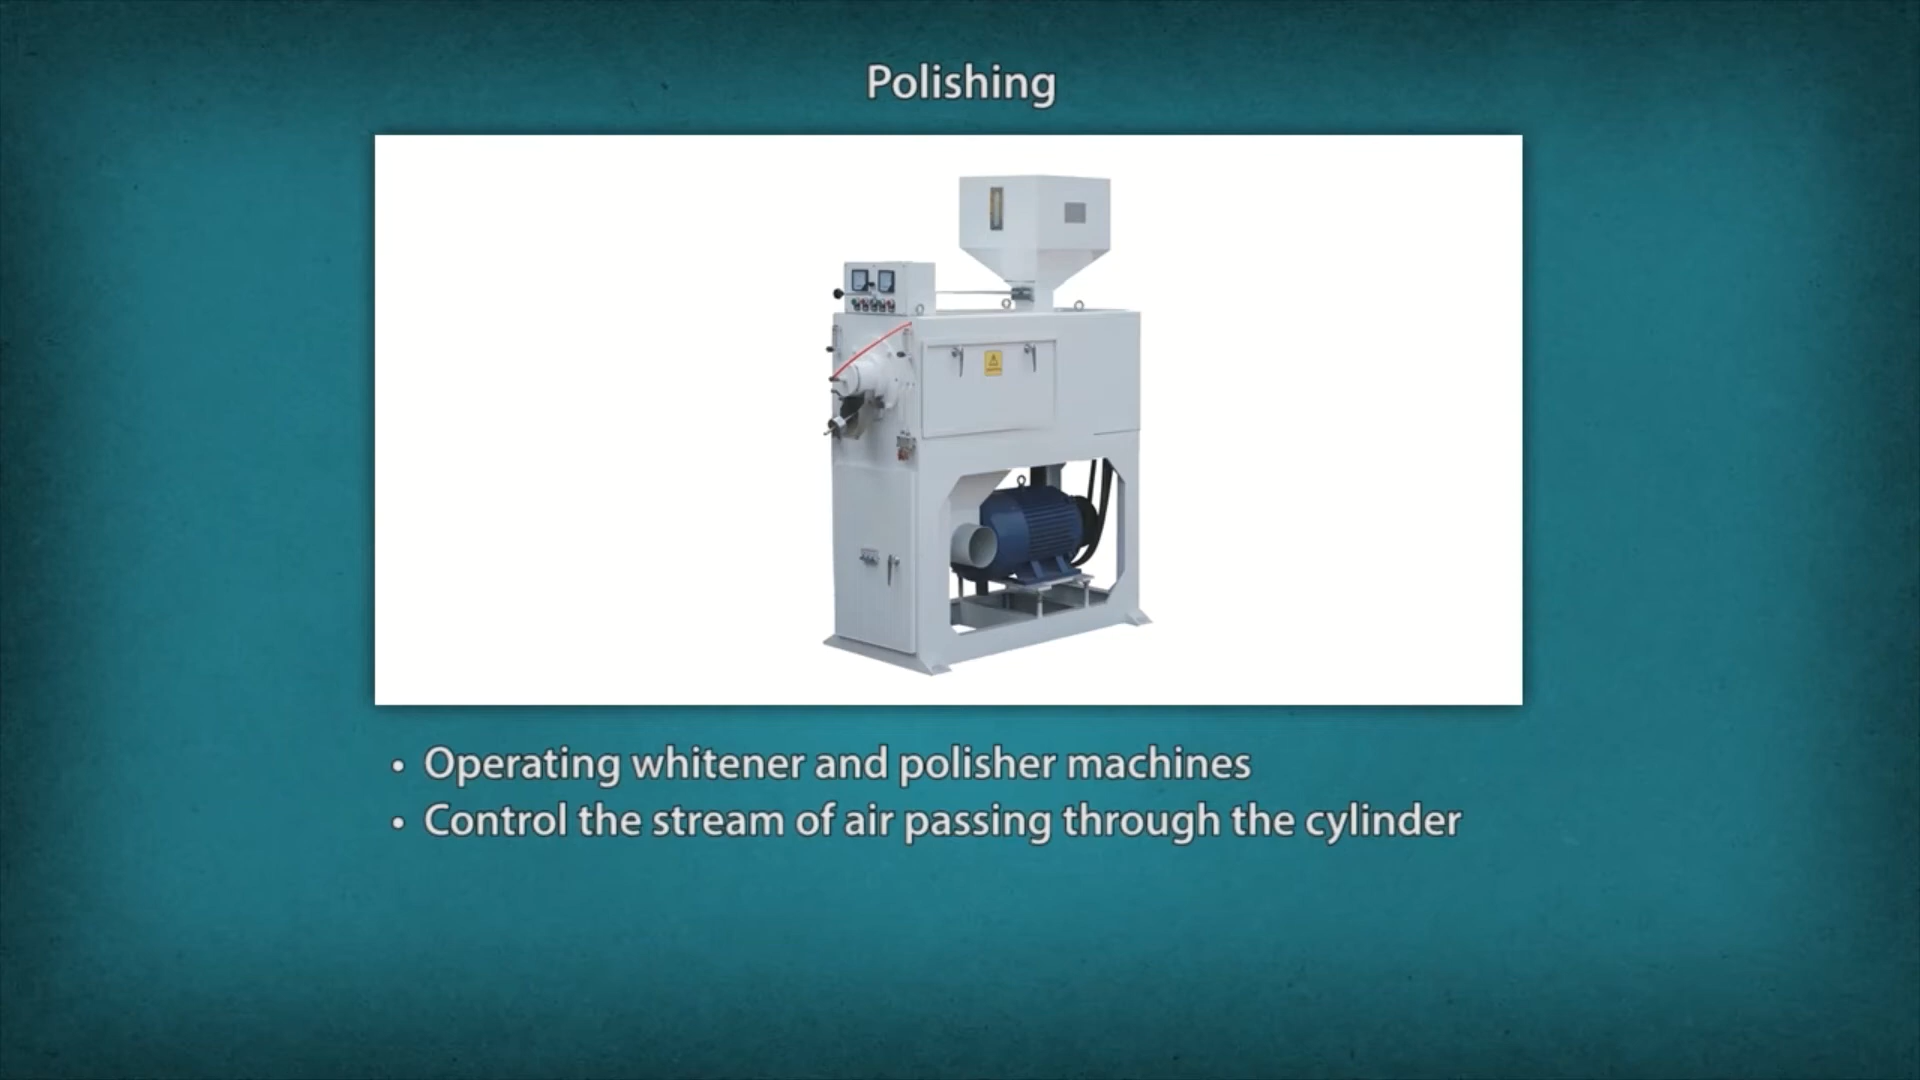 Polishing
• Operating whitener and polisher machines
• Control the stream of air passing through the cylinder